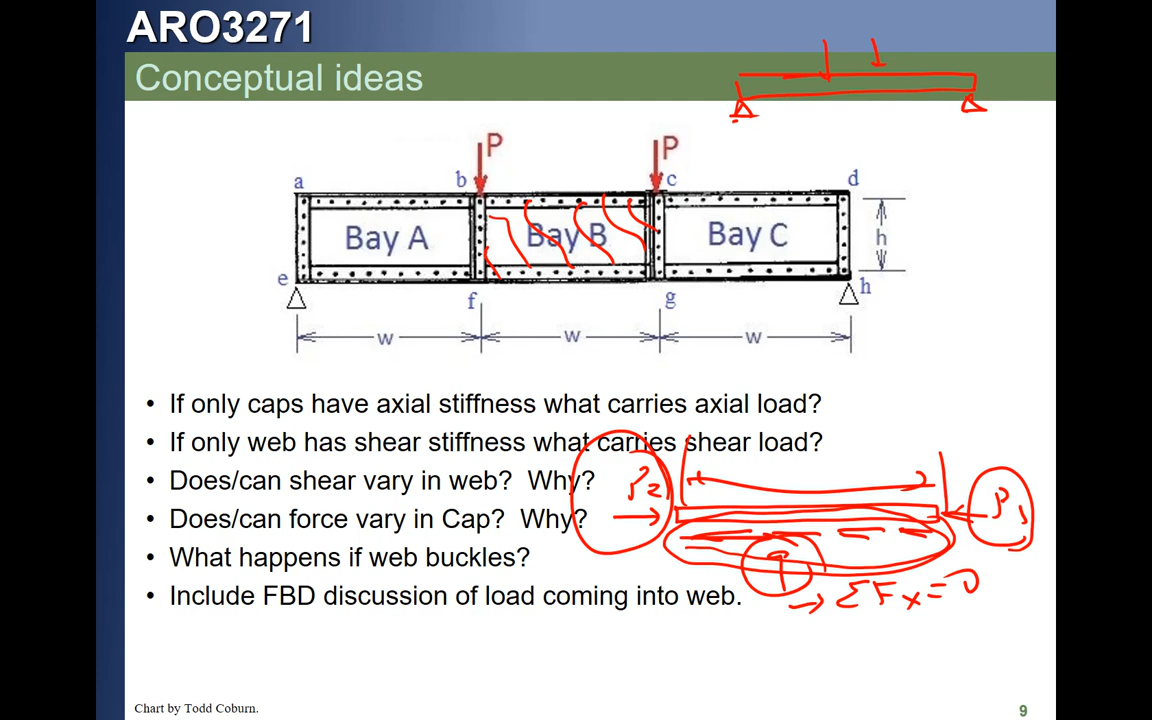 ARO3271
Conceptual ideas
P P
a b c d
Bay A Bay B Bay C h
e f g h
w w w
• If only caps have axial stiffness what carries axial load?
• If only web has shear stiffness what carries shear load?
• Does/can shear vary in web? Why?
• Does/can force vary in Cap? Why?
• What happens if web buckles?
• Include FBD discussion of load coming into web.
P2 P1
q
→ ΣFx=0
Chart by Todd Coburn.
9